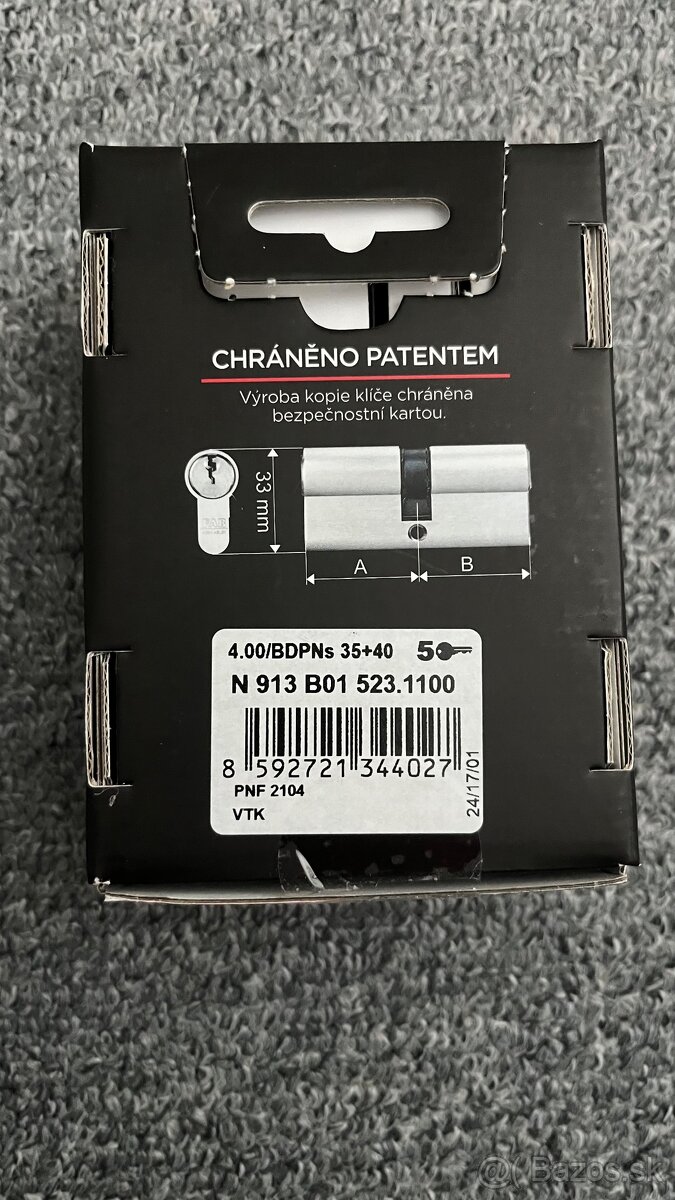 CHRÁNĚNO PATENTEM
Výroba kopie klíče chráněna
bezpečnostní kartou.
33 mm
FAB
A
B
4.00/BDPNs 35+40 5
N 913 B01 523.1100
8 592721 344027
PNF 2104
VTK
24/17/01
@ Bazos.sk